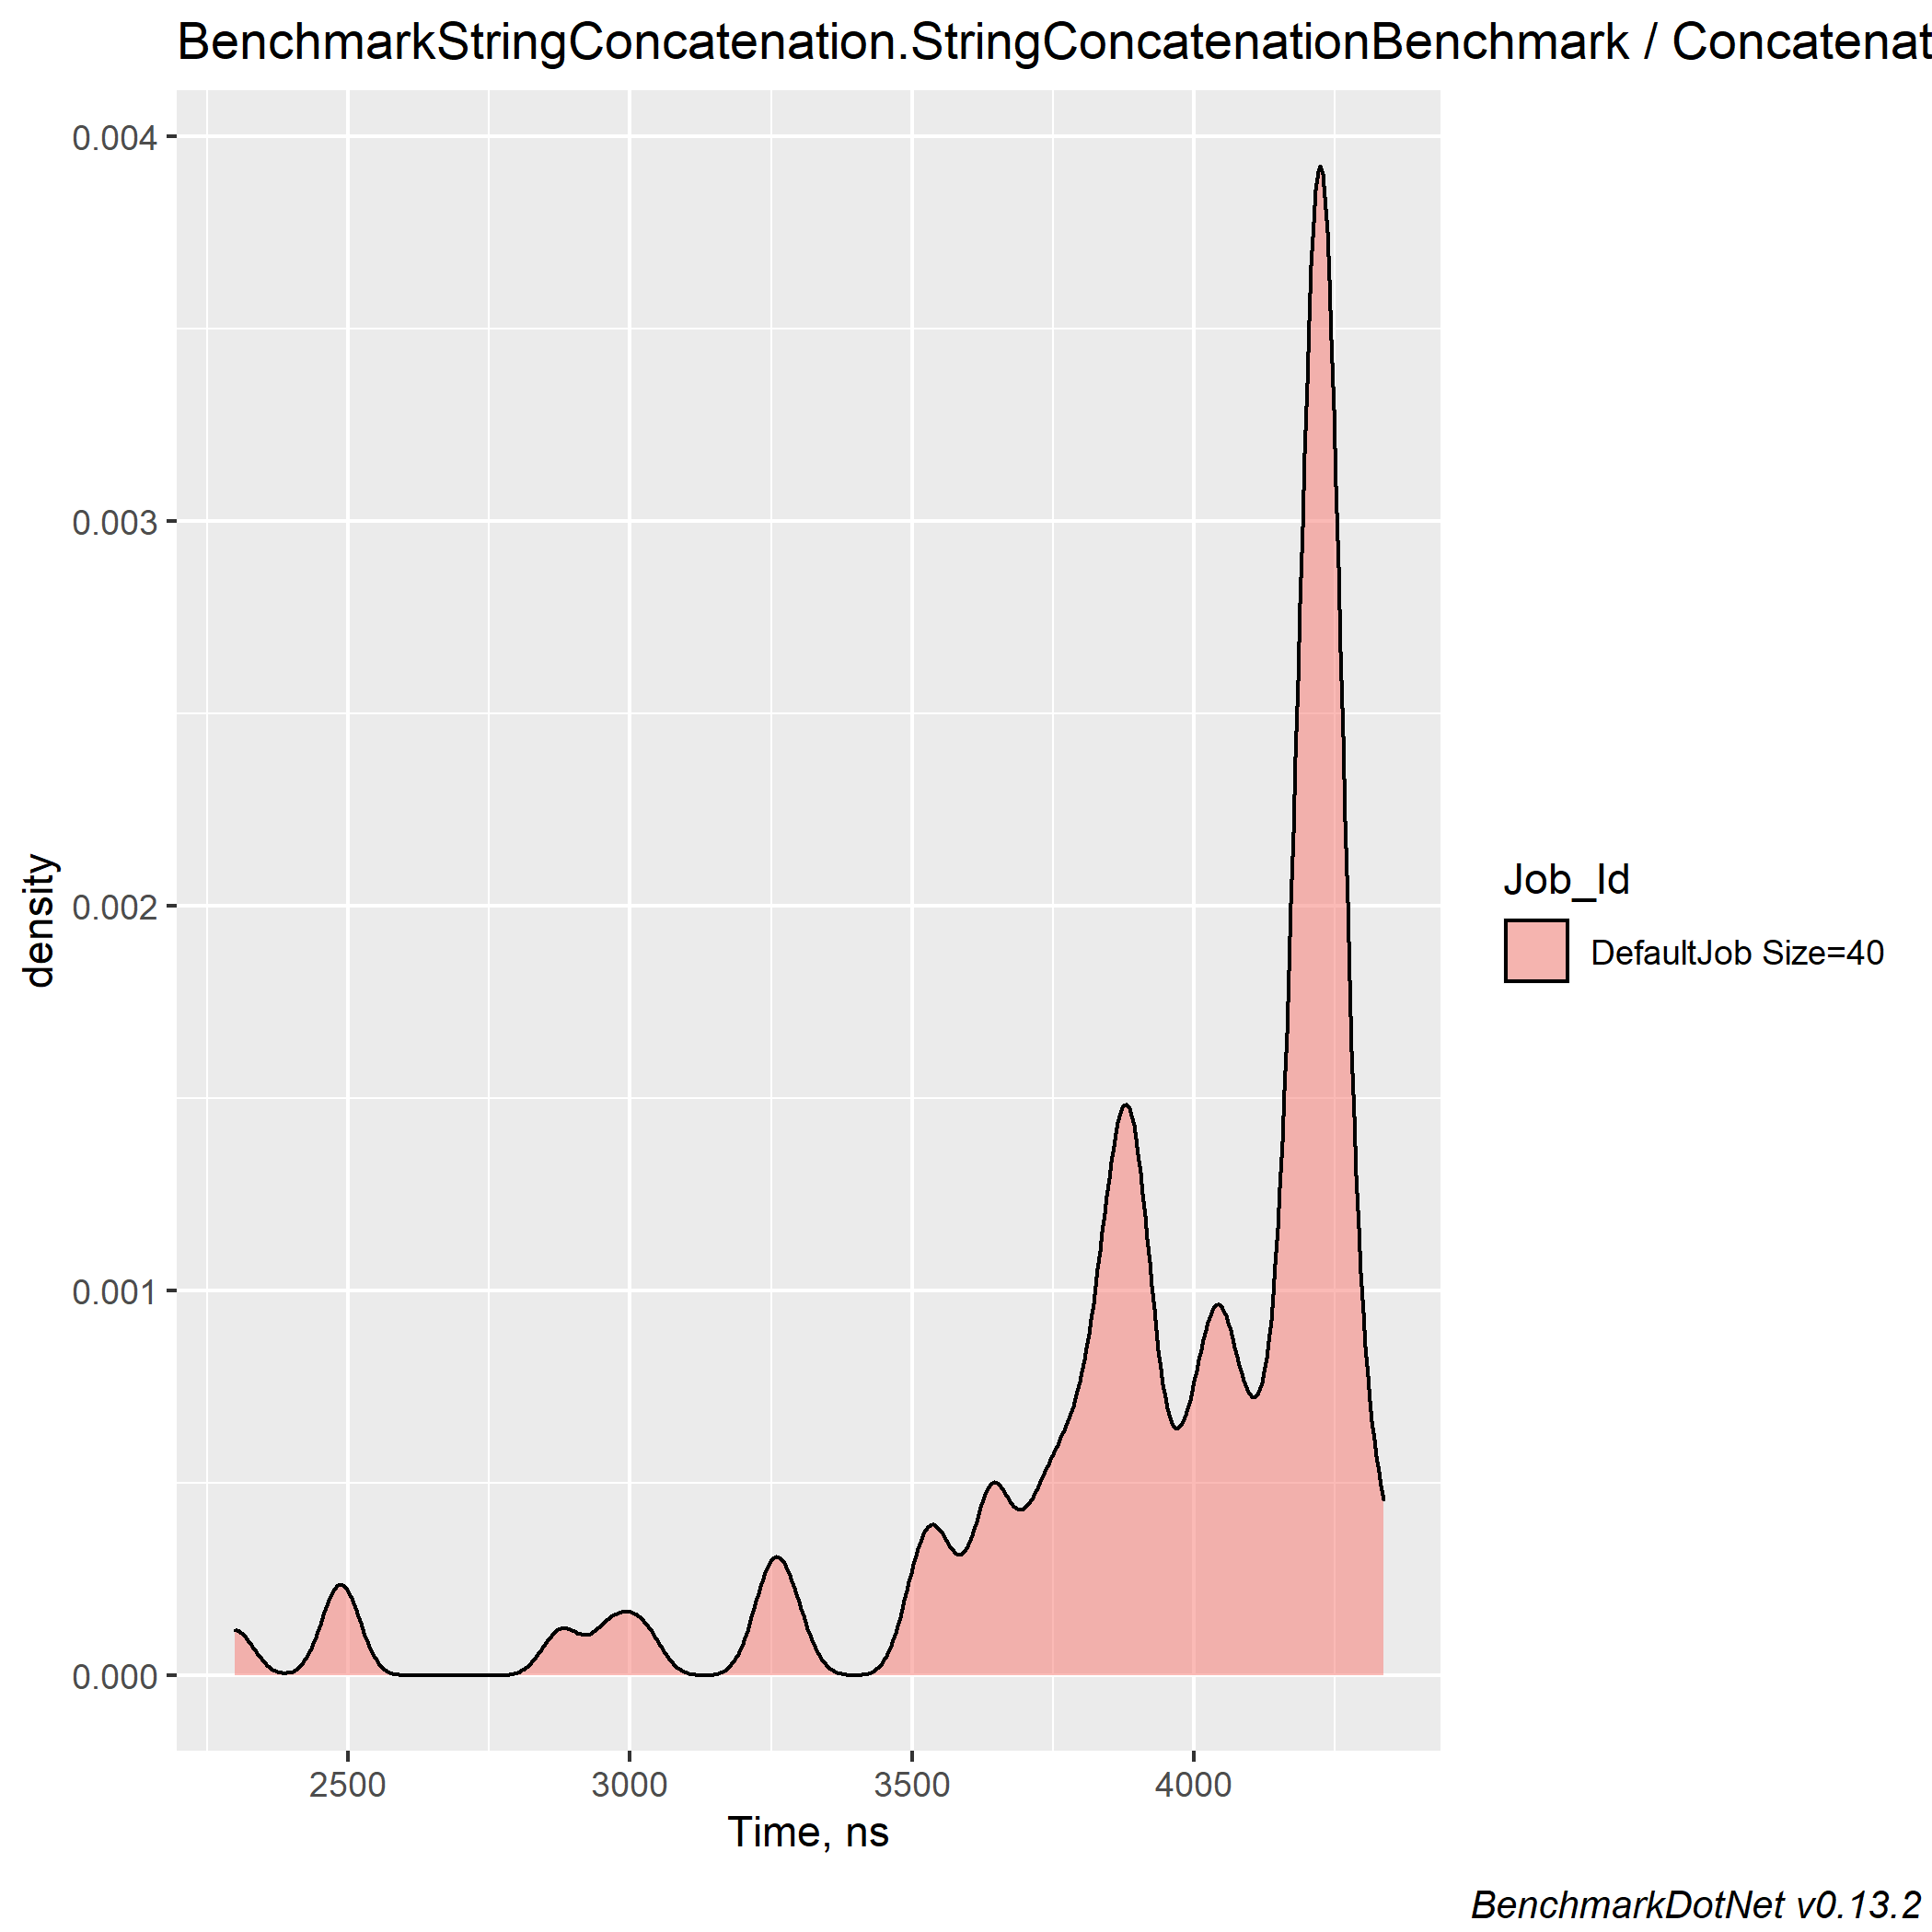 BenchmarkStringConcatenation.StringConcatenationBenchmark / Concatenat
0.004
0.003
0.002
0.001
0.000
density
2500 3000 3500 4000
Time, ns
Job_Id
DefaultJob Size=40
BenchmarkDotNet v0.13.2